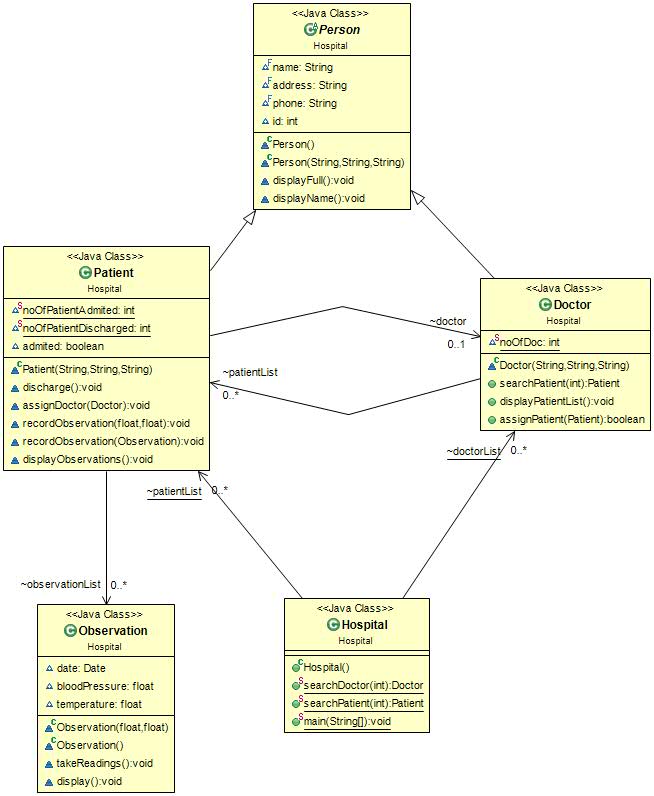 <<Java Class>>
Person
Hospital
name: String
address: String
phone: String
id: int
Person()
Person(String,String,String)
displayFull():void
displayName():void
<<Java Class>>
Patient
Hospital
noOfPatientAdmited: int
noOfPatientDischarged: int
admited: boolean
Patient(String,String,String)
discharge():void
assignDoctor(Doctor):void
recordObservation(float,float):void
recordObservation(Observation):void
displayObservations():void
<<Java Class>>
Doctor
Hospital
noOfDoc: int
Doctor(String,String,String)
searchPatient(int):Patient
displayPatientList():void
assignPatient(Patient):boolean
~doctor
0..1
~patientList
0..*
~doctorList 0..*
~patientList 0..*
~observationList 0..*
<<Java Class>>
Observation
Hospital
date: Date
bloodPressure: float
temperature: float
Observation(float,float)
Observation()
takeReadings():void
display():void
<<Java Class>>
Hospital
Hospital
Hospital()
searchDoctor(int):Doctor
searchPatient(int):Patient
main(String[]):void